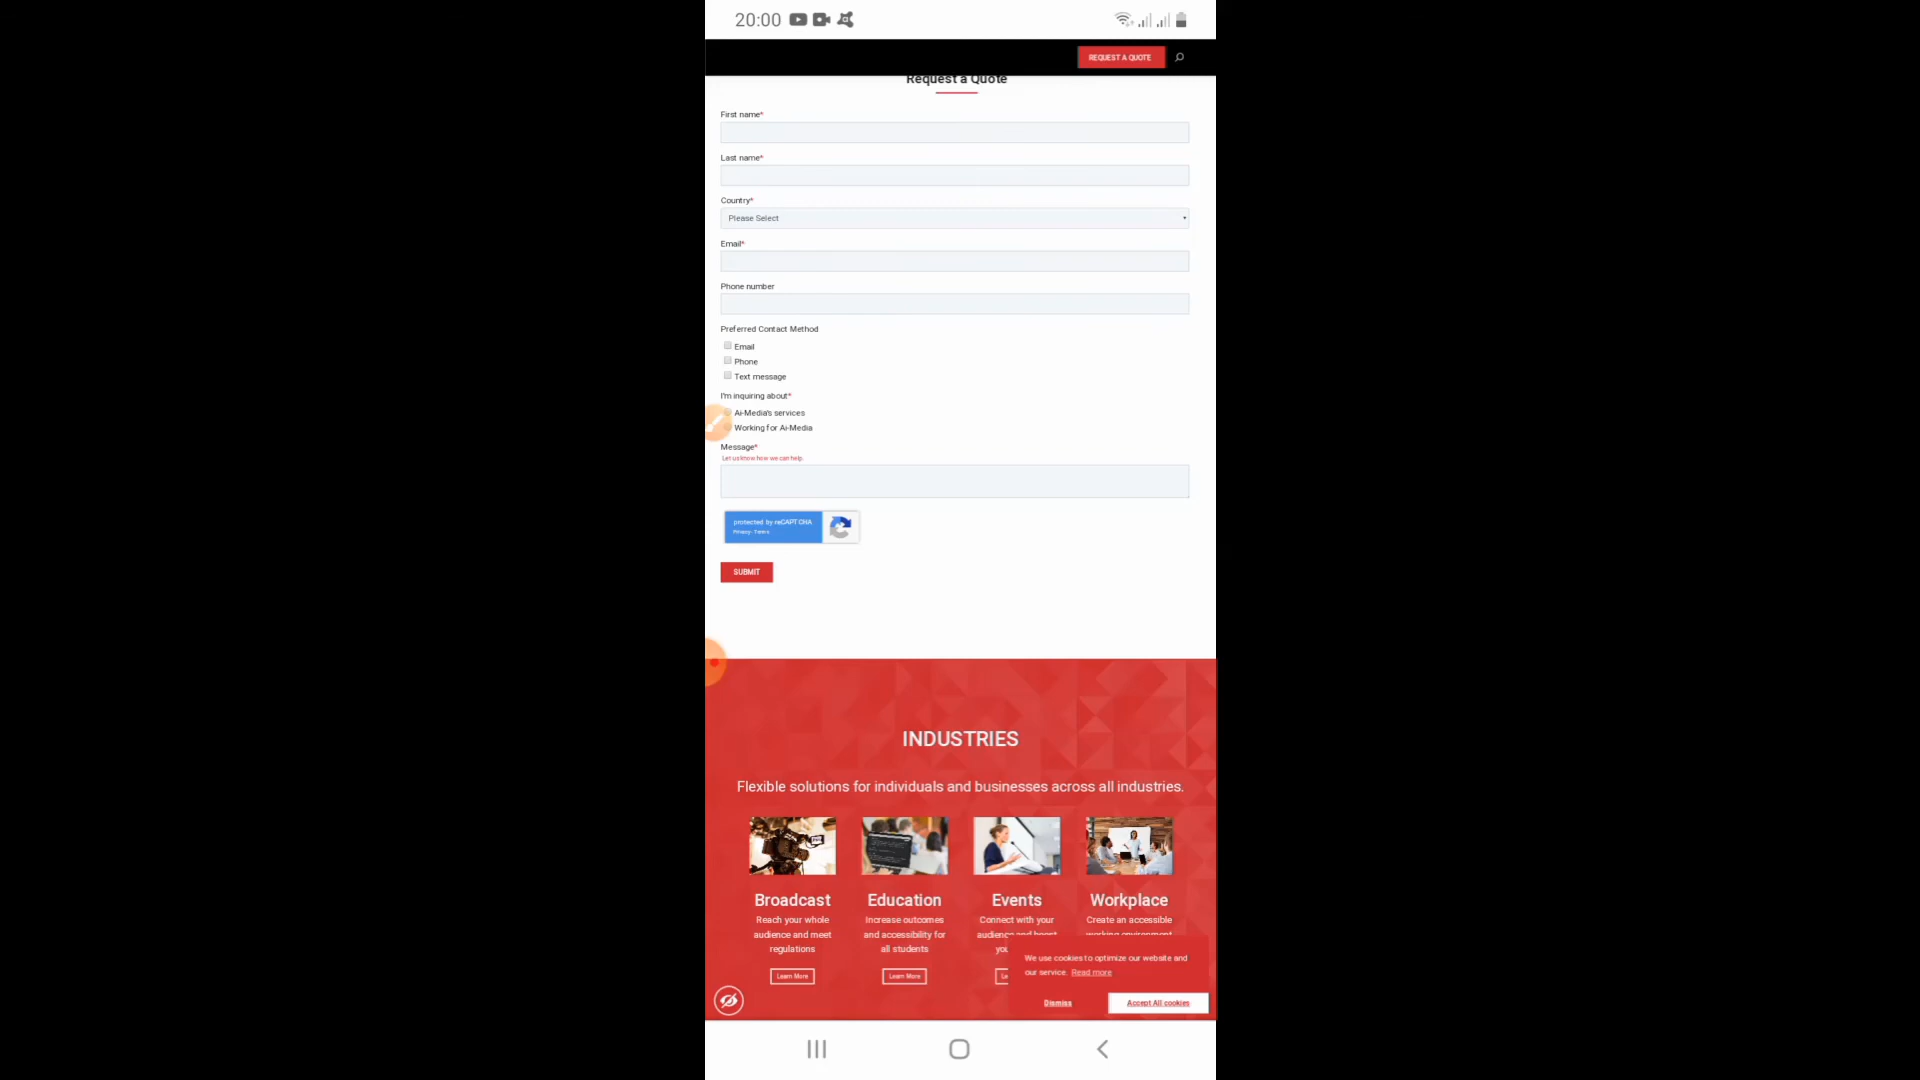 20:00
REQUEST A QUOTE
Request a Quote
First name*
Last name*
Country*
Please Select
Email*
Phone number
Preferred Contact Method
Email
Phone
Text message
I'm inquiring about*
Ai-Media's services
Working for Ai-Media
Message*
Let us know how we can help.
protected by reCAPTCHA
Privacy - Terms
SUBMIT
INDUSTRIES
Flexible solutions for individuals and businesses across all industries.
Broadcast
Reach your whole
audience and meet
regulations
Learn More
Education
Increase outcomes
and accessibility for
all students
Learn More
Events
Connect with your
audience and boost
Workplace
Create an accessible
working environment
We use cookies to optimize our website and
our service. Read more
Dismiss
Accept All cookies